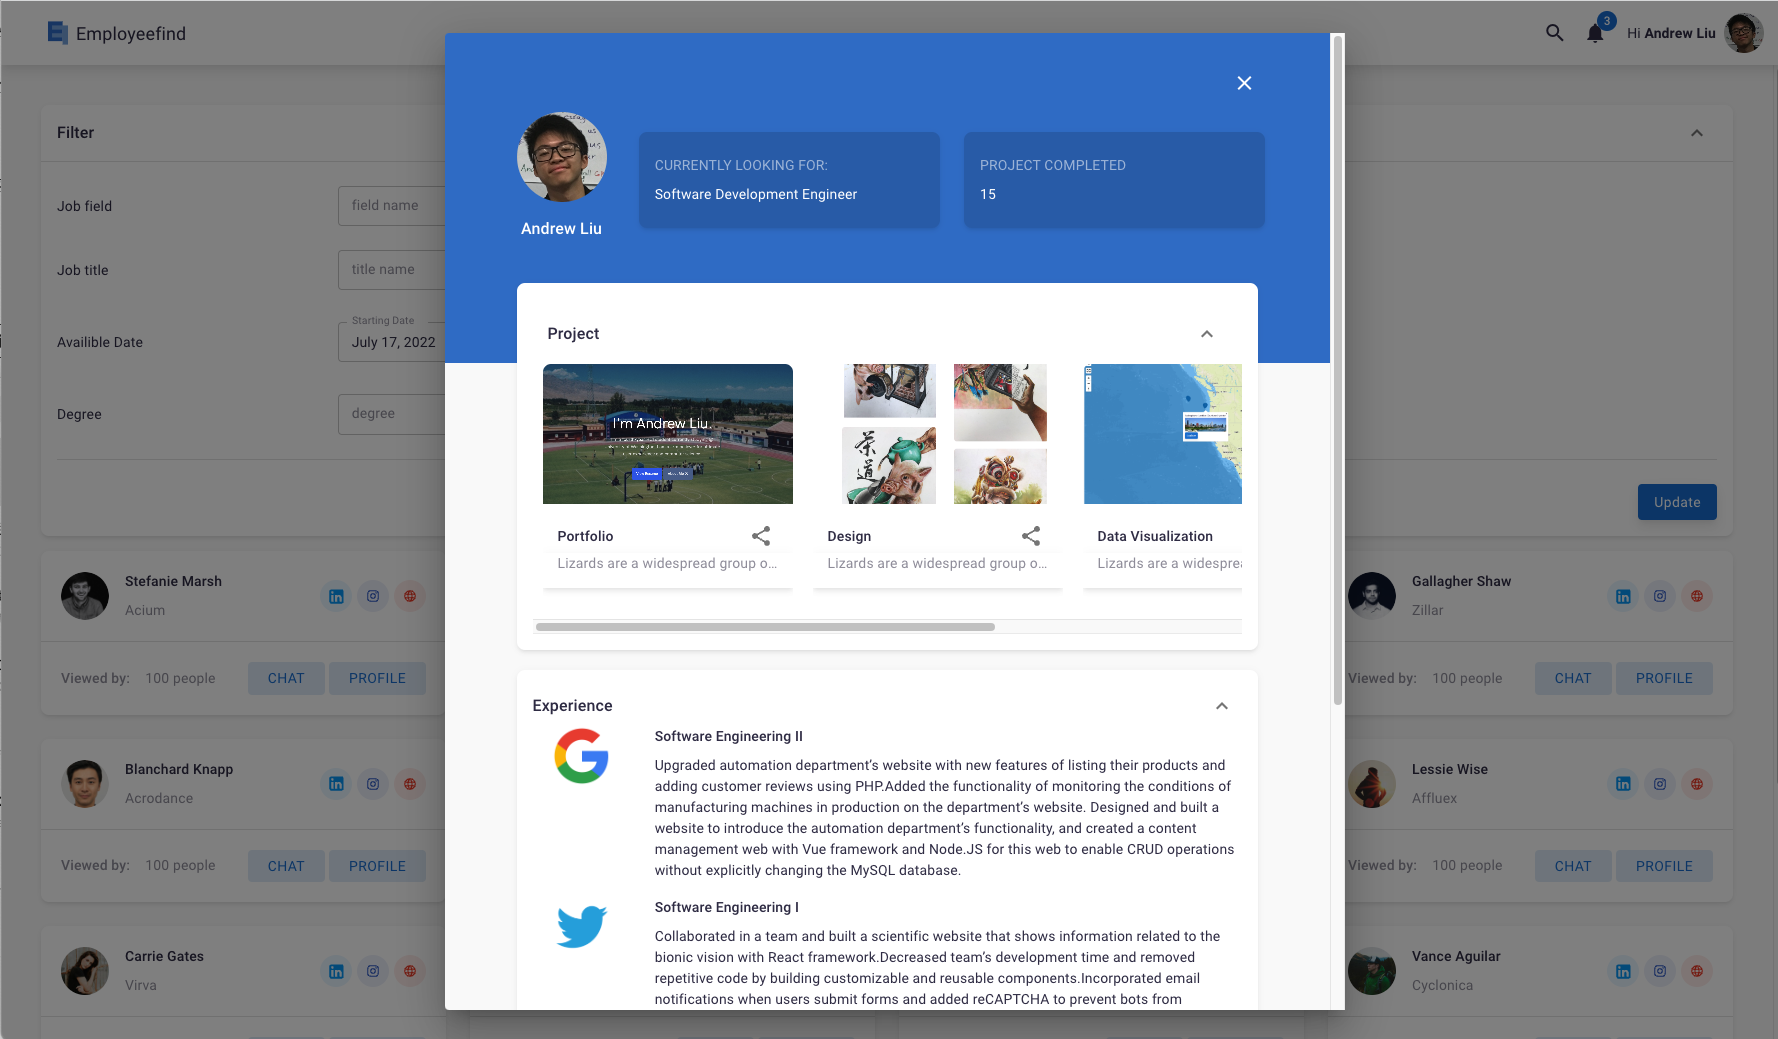 Employeefind
3
Hi Andrew Liu
Filter
Job field
field name
Job title
title name
Availible Date
Starting Date
July 17, 2022
Degree
degree
Update
Andrew Liu
CURRENTLY LOOKING FOR:
Software Development Engineer
PROJECT COMPLETED
15
Project
I'm Andrew Liu.
茶道
Portfolio
Lizards are a widespread group o...
Design
Lizards are a widespread group o...
Data Visualization
Lizards are a widesprea
Experience
Software Engineering II
Upgraded automation department’s website with new features of listing their products and
adding customer reviews using PHP.Added the functionality of monitoring the conditions of
manufacturing machines in production on the department’s website. Designed and built a
website to introduce the automation department’s functionality, and created a content
management web with Vue framework and Node.JS for this web to enable CRUD operations
without explicitly changing the MySQL database.
Software Engineering I
Collaborated in a team and built a scientific website that shows information related to the
bionic vision with React framework.Decreased team’s development time and removed
repetitive code by building customizable and reusable components.Incorporated email
notifications when users submit forms and added reCAPTCHA to prevent bots from
Stefanie Marsh
Acium
Viewed by: 100 people
CHAT
PROFILE
Gallagher Shaw
Zillar
Viewed by: 100 people
CHAT
PROFILE
Blanchard Knapp
Acrodance
Viewed by: 100 people
CHAT
PROFILE
Lessie Wise
Affluex
Viewed by: 100 people
CHAT
PROFILE
Carrie Gates
Virva
Vance Aguilar
Cyclonica